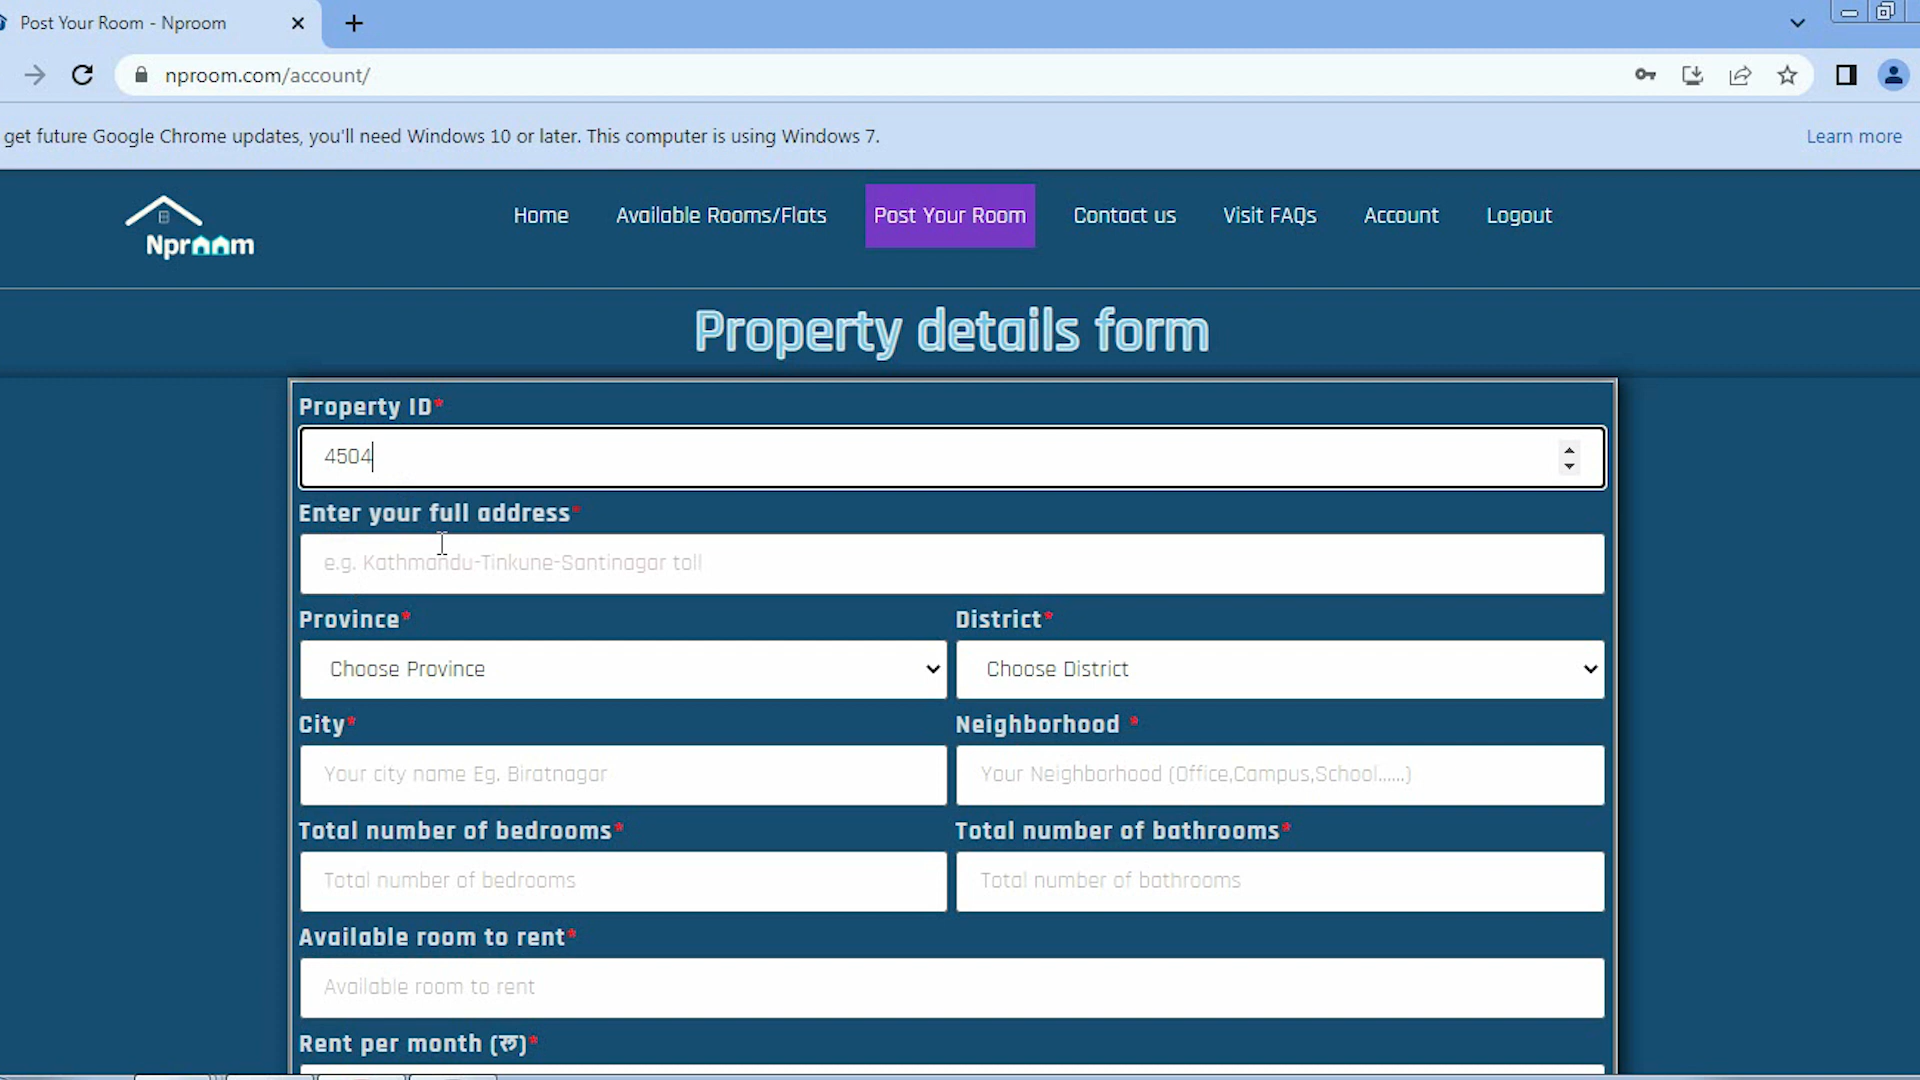 Post Your Room - Nproom
nproom.com/account/
get future Google Chrome updates, you'll need Windows 10 or later. This computer is using Windows 7.
Learn more
Nproom
Home
Available Rooms/Flats
Post Your Room
Contact us
Visit FAQs
Account
Logout
Property details form
Property ID*
4504
Enter your full address*
e.g. Kathmandu-Tinkune-Santinagar toll
Province*
District*
Choose Province
Choose District
City*
Neighborhood *
Your city name Eg. Biratnagar
Your Neighborhood (Office,Campus,School......)
Total number of bedrooms*
Total number of bathrooms*
Total number of bedrooms
Total number of bathrooms
Available room to rent*
Available room to rent
Rent per month (रू)*